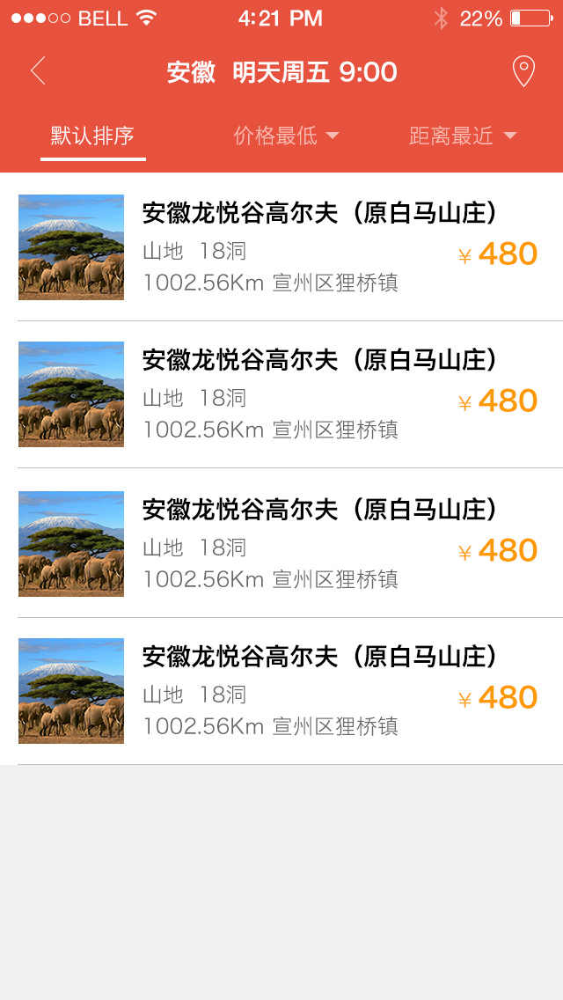 BELL 4:21 PM 22%
安徽 明天周五 9:00
默认排序 价格最低 距离最近
安徽龙悦谷高尔夫（原白马山庄）
山地 18洞
¥ 480
1002.56Km 宣州区狸桥镇
安徽龙悦谷高尔夫（原白马山庄）
山地 18洞
¥ 480
1002.56Km 宣州区狸桥镇
安徽龙悦谷高尔夫（原白马山庄）
山地 18洞
¥ 480
1002.56Km 宣州区狸桥镇
安徽龙悦谷高尔夫（原白马山庄）
山地 18洞
¥ 480
1002.56Km 宣州区狸桥镇